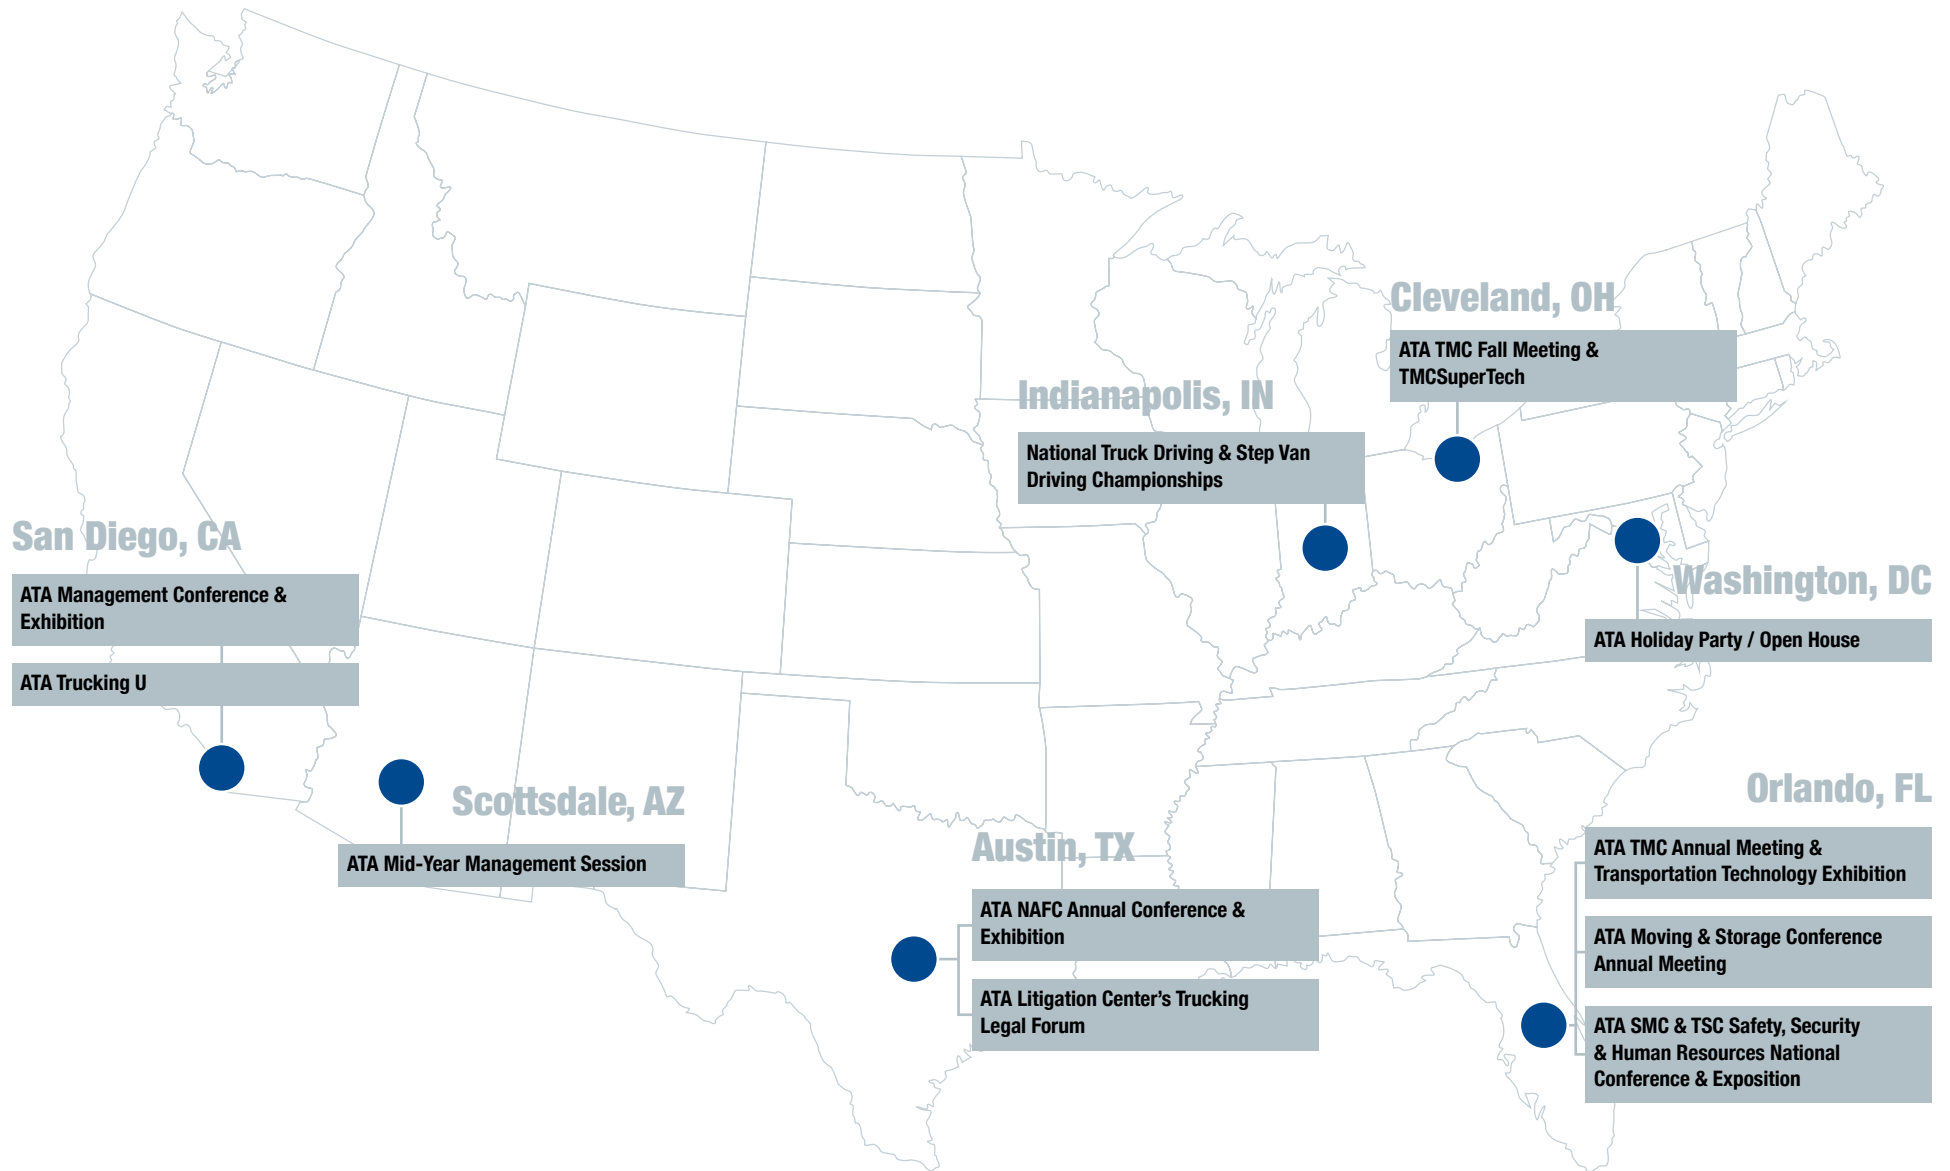 Cleveland, OH
ATA TMC Fall Meeting &
TMCSuperTech
Indianapolis, IN
National Truck Driving & Step Van
Driving Championships
San Diego, CA
ATA Management Conference &
Exhibition
ATA Trucking U
Washington, DC
ATA Holiday Party / Open House
Scottsdale, AZ
ATA Mid-Year Management Session
Austin, TX
ATA NAFC Annual Conference &
Exhibition
ATA Litigation Center’s Trucking
Legal Forum
Orlando, FL
ATA TMC Annual Meeting &
Transportation Technology Exhibition
ATA Moving & Storage Conference
Annual Meeting
ATA SMC & TSC Safety, Security
& Human Resources National
Conference & Exposition